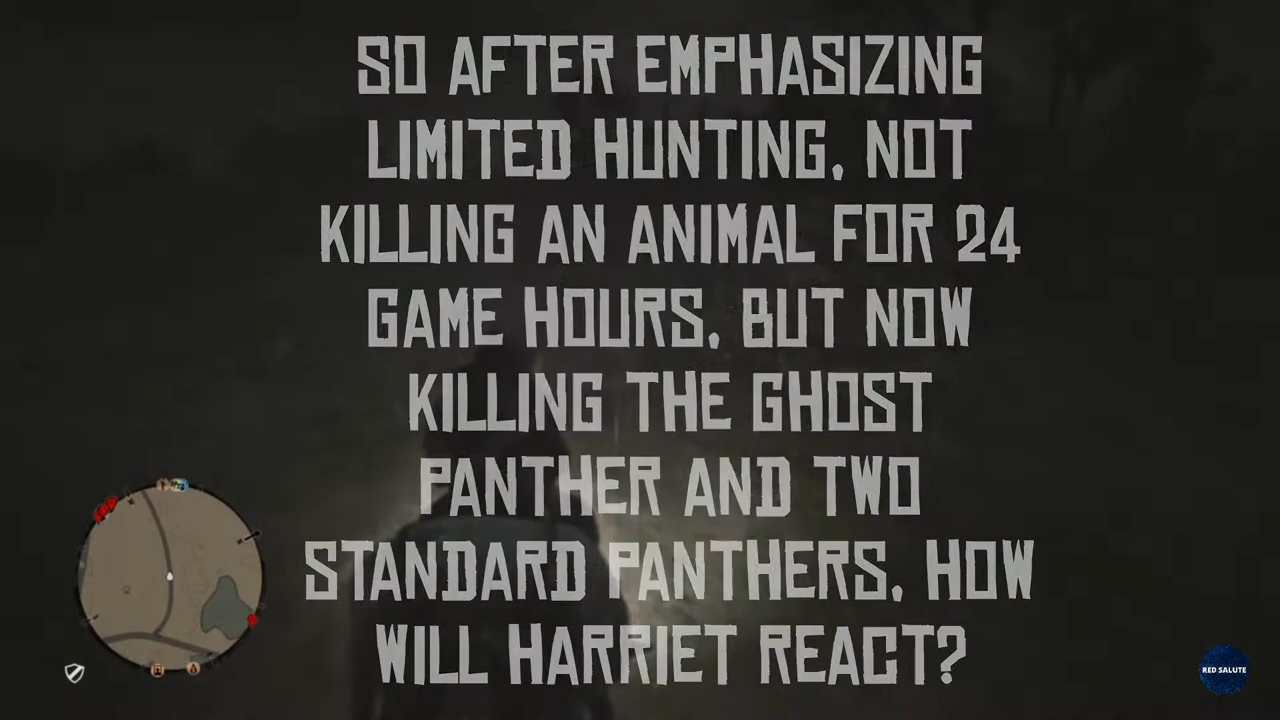 SO AFTER EMPHASIZING
LIMITED HUNTING, NOT
KILLING AN ANIMAL FOR 24
GAME HOURS, BUT NOW
KILLING THE GHOST
PANTHER AND TWO
STANDARD PANTHERS, HOW
WILL HARRIET REACT?
RED SALUTE